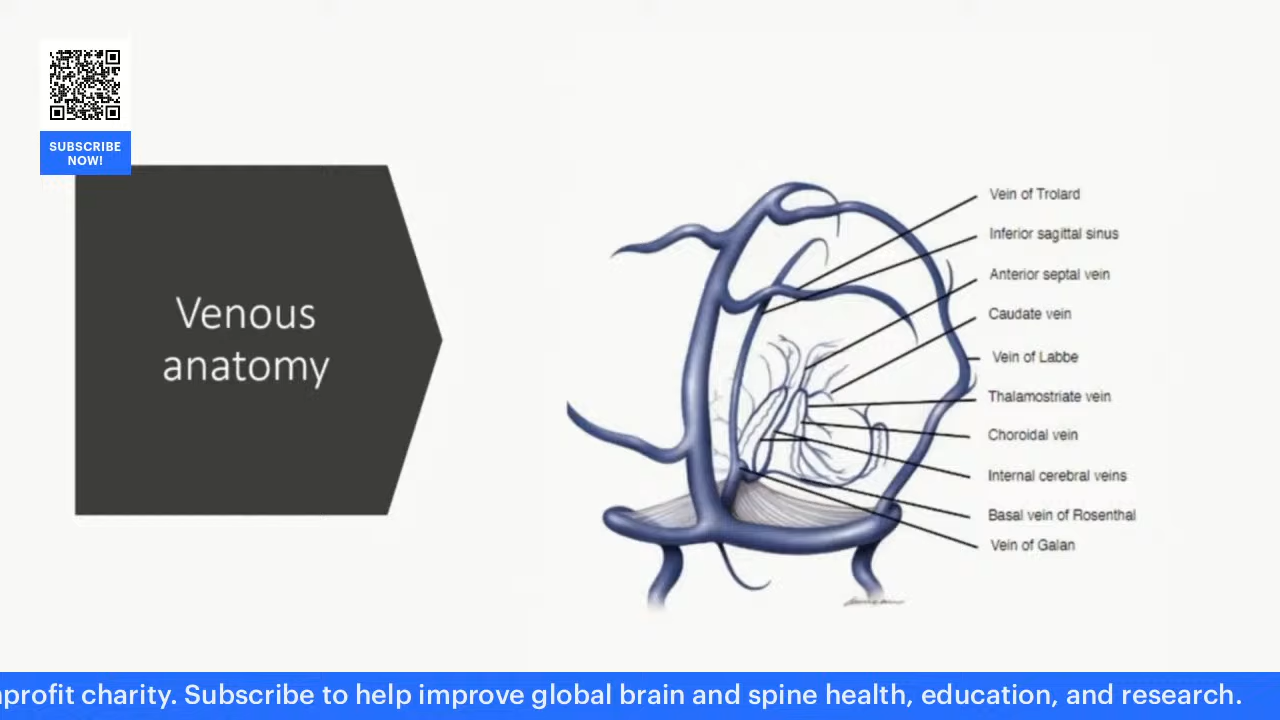 SUBSCRIBE
NOW!
Venous
anatomy
Vein of Trolard
Inferior sagittal sinus
Anterior septal vein
Caudate vein
Vein of Labbe
Thalamostriate vein
Choroidal vein
Internal cerebral veins
Basal vein of Rosenthal
Vein of Galan
profit charity. Subscribe to help improve global brain and spine health, education, and research.